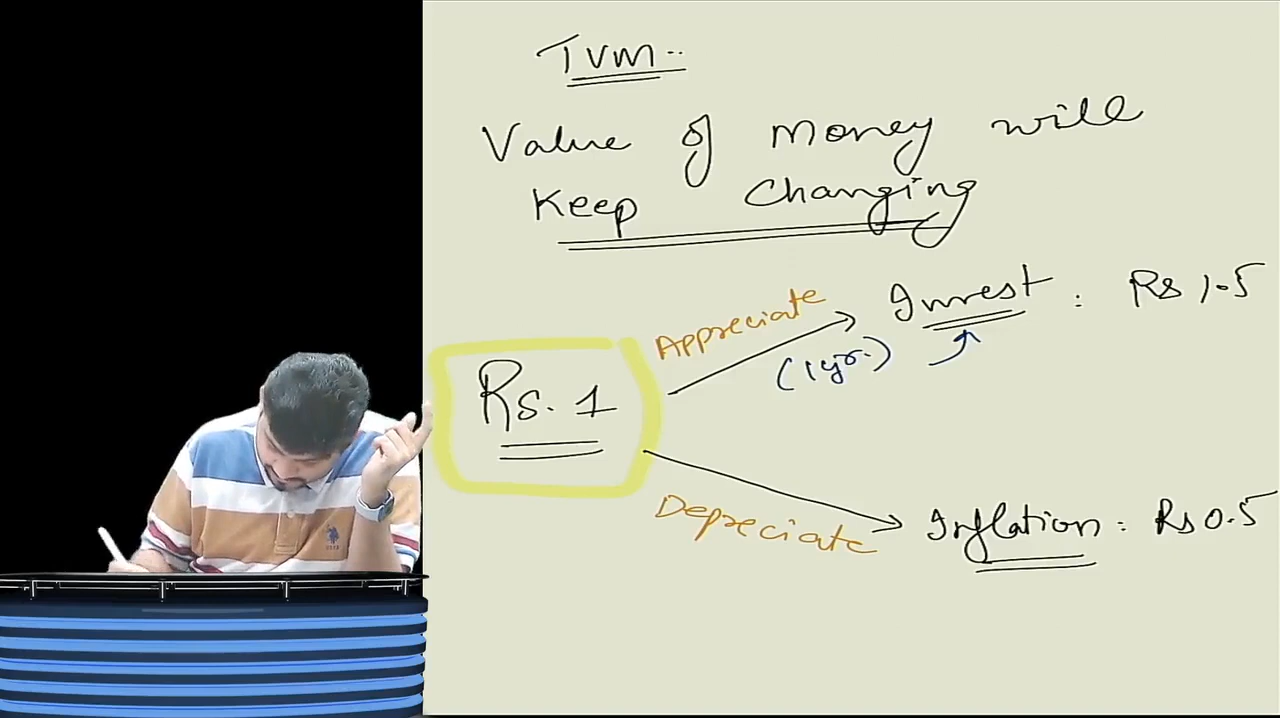 TVM..
Value of Money will
Keep Changing
Appreciate
Invest : Rs 1.5
(1yr.)
Rs. 1
Depreciate
Inflation : Rs 0.5